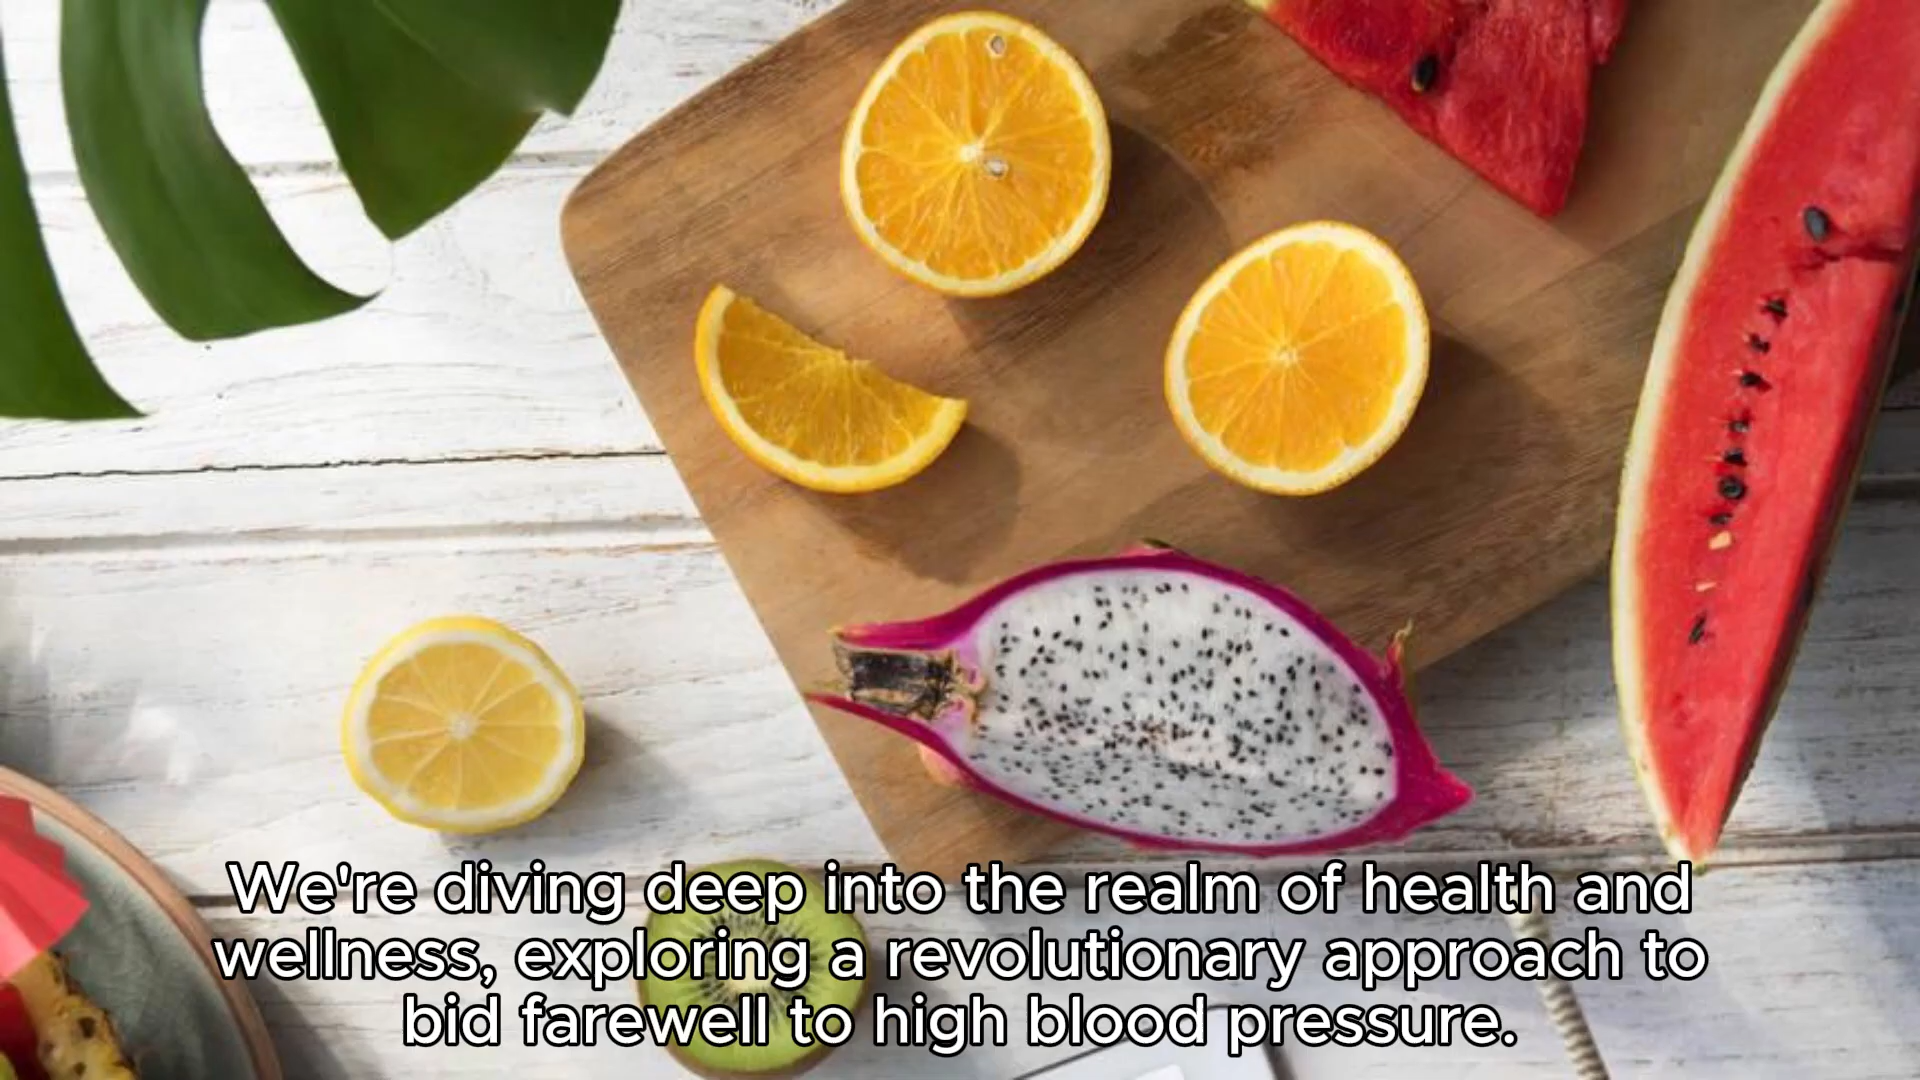 We're diving deep into the realm of health and
wellness, exploring a revolutionary approach to
bid farewell to high blood pressure.